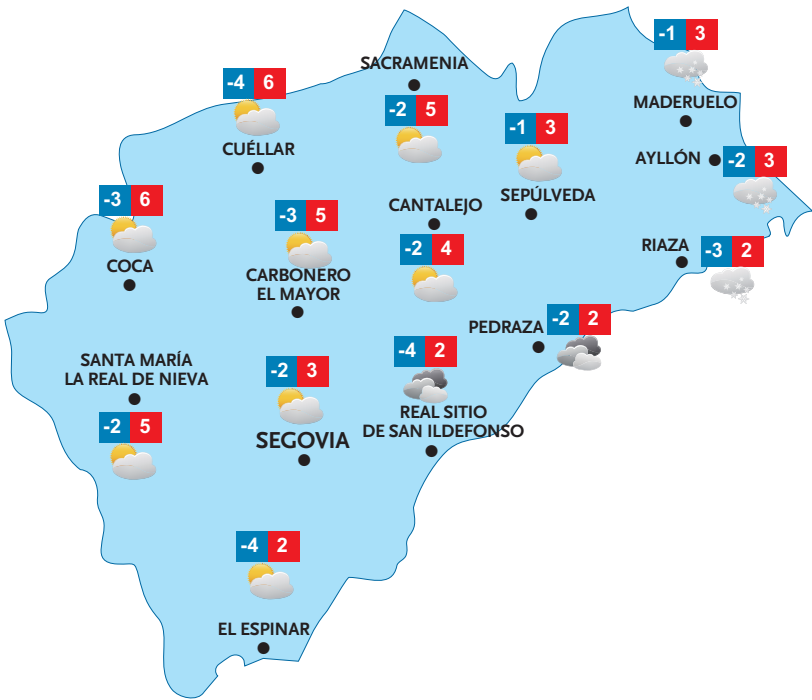 -1 3
SACRAMENIA
-4 6
MADERUELO
-2 5
-1 3
CUÉLLAR
AYLLÓN
-2 3
-3 6
SEPÚLVEDA
CANTALEJO
-3 5
-2 4
RIAZA
-3 2
COCA
CARBONERO
EL MAYOR
PEDRAZA
-2 2
SANTA MARÍA
LA REAL DE NIEVA
-2 3
-4 2
-2 5
REAL SITIO
DE SAN ILDEFONSO
SEGOVIA
-4 2
EL ESPINAR